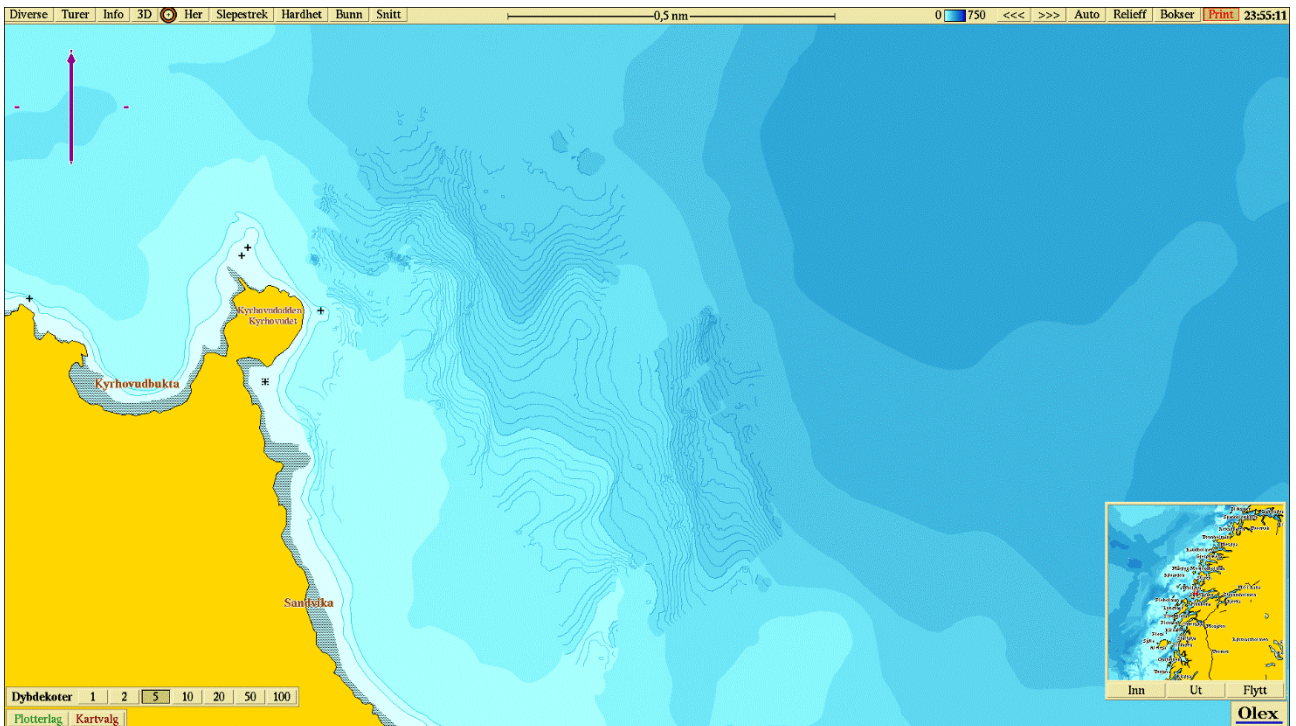 Diverse Turer Info 3D Her Slepestrek Hardhet Bunn Snitt 0,5 nm 0 750 <<< >>> Auto Relieff Bokser Print 23:55:11
Kyrhovudodden
Kyrhovudet
Kyrhovudbukta
Sandvika
Inn Ut Flytt
Dybdekoter 1 2 5 10 20 50 100
Plotterlag Kartvalg
Olex